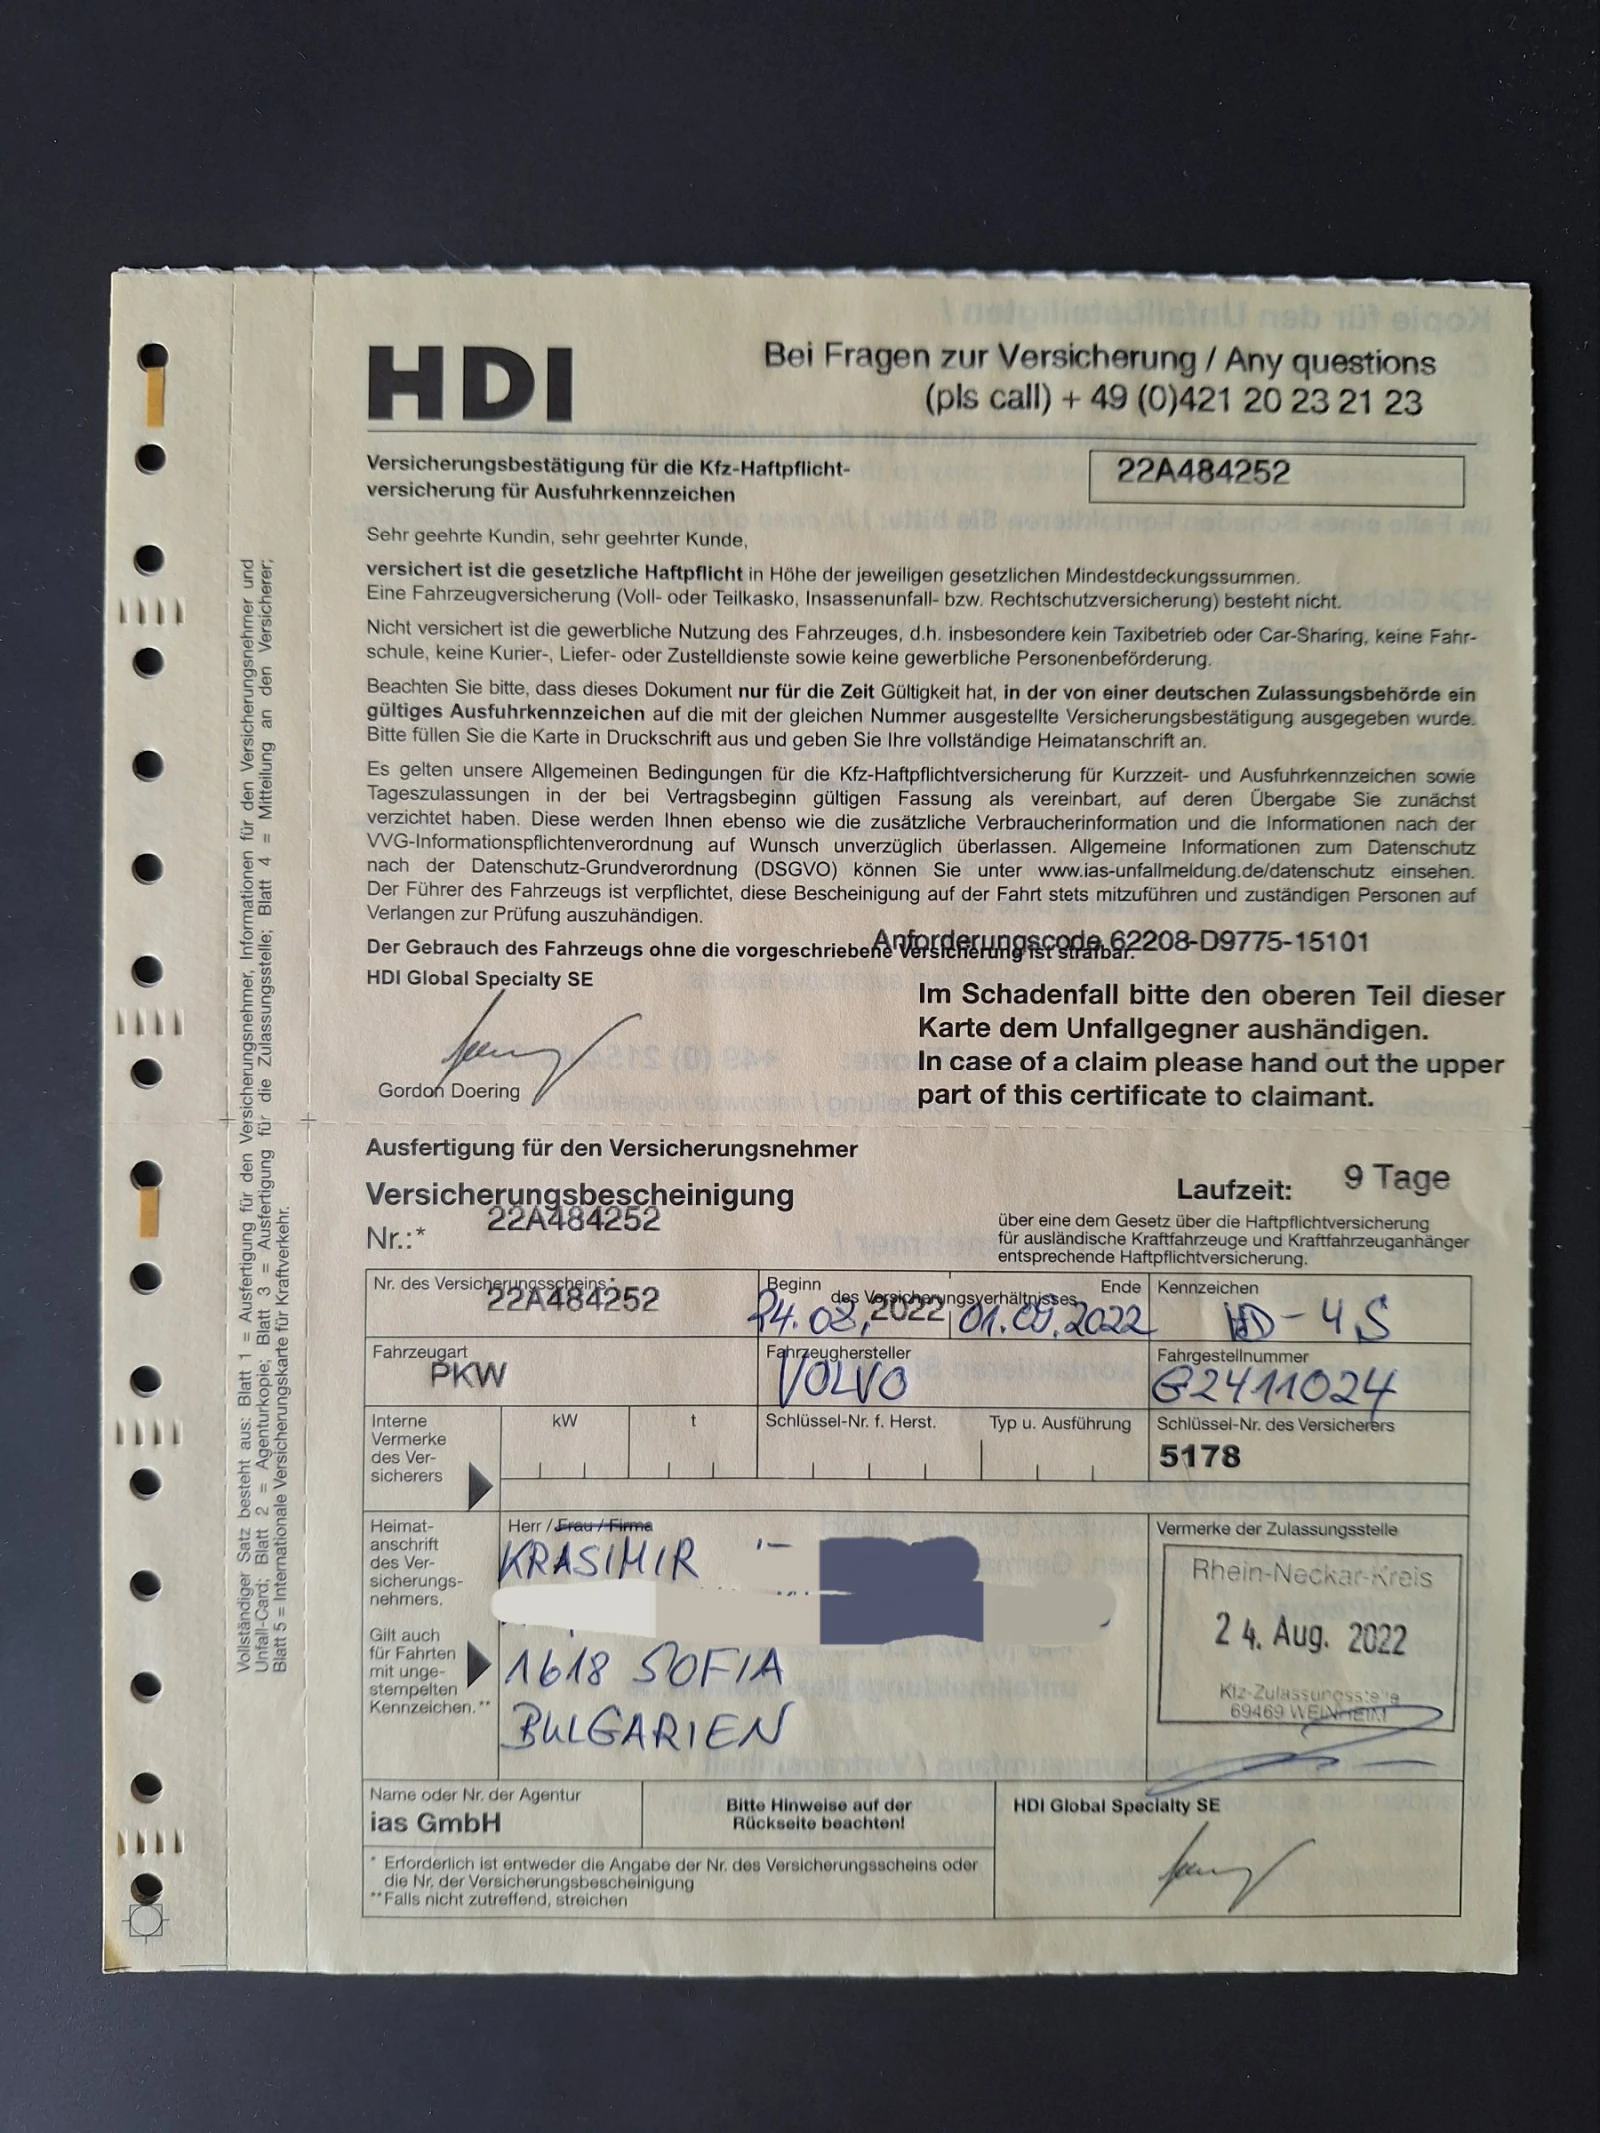 HDI
Bei Fragen zur Versicherung / Any questions
(pls call) + 49 (0)421 20 23 21 23
Versicherungsbestätigung für die Kfz-Haftpflicht-
versicherung für Ausfuhrkennzeichen
22A484252
Sehr geehrte Kundin, sehr geehrter Kunde,
versichert ist die gesetzliche Haftpflicht in Höhe der jeweiligen gesetzlichen Mindestdeckungssummen.
Eine Fahrzeugversicherung (Voll- oder Teilkasko, Insassenunfall- bzw. Rechtschutzversicherung) besteht nicht.
Nicht versichert ist die gewerbliche Nutzung des Fahrzeuges, d.h. insbesondere kein Taxibetrieb oder Car-Sharing, keine Fahr-
schule, keine Kurier-, Liefer- oder Zustelldienste sowie keine gewerbliche Personenbeförderung.
Beachten Sie bitte, dass dieses Dokument nur für die Zeit Gültigkeit hat, in der von einer deutschen Zulassungsbehörde ein
gültiges Ausfuhrkennzeichen auf die mit der gleichen Nummer ausgestellte Versicherungsbestätigung ausgegeben wurde.
Bitte füllen Sie die Karte in Druckschrift aus und geben Sie Ihre vollständige Heimatanschrift an.
Es gelten unsere Allgemeinen Bedingungen für die Kfz-Haftpflichtversicherung für Kurzzeit- und Ausfuhrkennzeichen sowie
Tageszulassungen in der bei Vertragsbeginn gültigen Fassung als vereinbart, auf deren Übergabe Sie zunächst
verzichtet haben. Diese werden Ihnen ebenso wie die zusätzliche Verbraucherinformation und die Informationen nach der
VVG-Informationspflichtenverordnung auf Wunsch unverzüglich überlassen. Allgemeine Informationen zum Datenschutz
nach der Datenschutz-Grundverordnung (DSGVO) können Sie unter www.ias-unfallmeldung.de/datenschutz einsehen.
Der Führer des Fahrzeugs ist verpflichtet, diese Bescheinigung auf der Fahrt stets mitzuführen und zuständigen Personen auf
Verlangen zur Prüfung auszuhändigen.
Anforderungscode 62208-D9775-15101
Der Gebrauch des Fahrzeugs ohne die vorgeschriebene Versicherung ist strafbar.
HDI Global Specialty SE
Gordon Doering
Im Schadenfall bitte den oberen Teil dieser
Karte dem Unfallgegner aushändigen.
In case of a claim please hand out the upper
part of this certificate to claimant.
Ausfertigung für den Versicherungsnehmer
Versicherungsbescheinigung
Nr.:* 22A484252
Laufzeit: 9 Tage
über eine dem Gesetz über die Haftpflichtversicherung
für ausländische Kraftfahrzeuge und Kraftfahrzeuganhänger
entsprechende Haftpflichtversicherung.
Nr. des Versicherungsscheins*
22A484252
Beginn des Versicherungsverhältnisses Ende
24.08.2022 01.09.2022
Kennzeichen
HD-4S
Fahrzeugart
PKW
Fahrzeughersteller
VOLVO
Fahrgestellnummer
G2411024
Interne
Vermerke
des Ver-
sicherers
kW
t
Schlüssel-Nr. f. Herst.
Typ u. Ausführung
Schlüssel-Nr. des Versicherers
5178
Heimat-
anschrift
des Ver-
sicherungs-
nehmers.
Gilt auch
für Fahrten
mit unge-
stempelten
Kennzeichen.**
Herr / Frau / Firma
KRASIMIR
1618 SOFIA
BULGARIEN
Vermerke der Zulassungsstelle
Rhein-Neckar-Kreis
24. Aug. 2022
Kfz-Zulassungsstelle
69469 WEINHEIM
Name oder Nr. der Agentur
ias GmbH
Bitte Hinweise auf der
Rückseite beachten!
HDI Global Specialty SE
* Erforderlich ist entweder die Angabe der Nr. des Versicherungsscheins oder
die Nr. der Versicherungsbescheinigung
**Falls nicht zutreffend, streichen
Vollständiger Satz besteht aus: Blatt 1 = Ausfertigung für den Versicherungsnehmer, Informationen für den Versicherungsnehmer und
Unfall-Card; Blatt 2 = Agenturkopie; Blatt 3 = Ausfertigung für die Zulassungsstelle; Blatt 4 = Mitteilung an den Versicherer;
Blatt 5 = Internationale Versicherungskarte für Kraftverkehr.